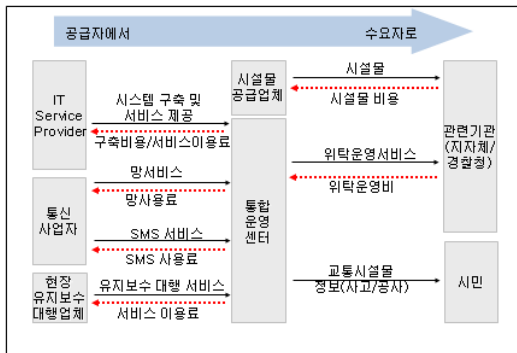 공급자에서
수요자로
IT
Service
Provider
시스템 구축 및
서비스 제공
구축비용/서비스이용료
시설물
공급업체
시설물
시설물 비용
관련기관
(지자체/
경찰청)
통신
사업자
망서비스
망사용료
SMS 서비스
SMS 사용료
통합
운영
센터
위탁운영서비스
위탁운영비
현장
유지보수
대행업체
유지보수 대행 서비스
서비스 이용료
교통시설물
정보(사고/공사)
시민